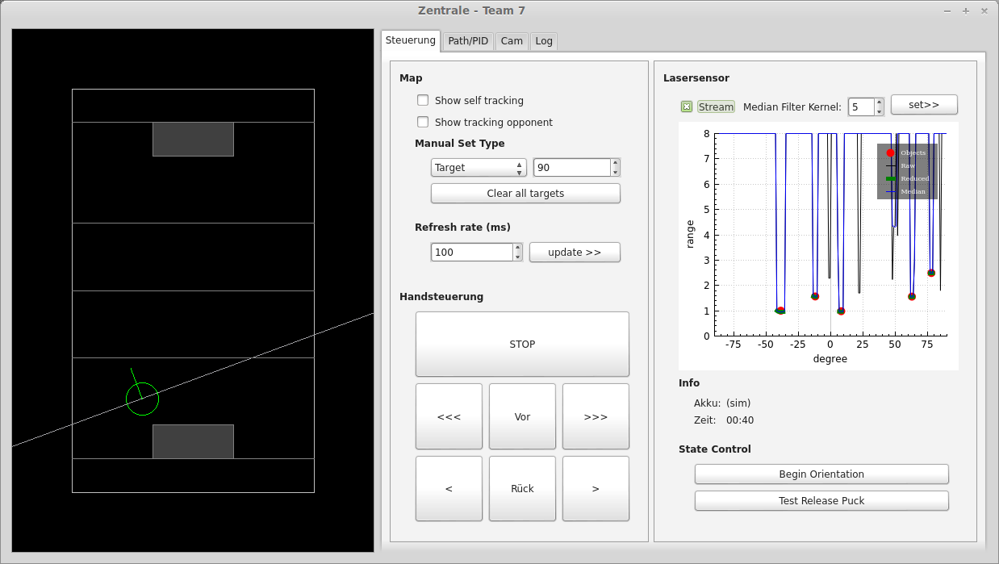 Zentrale - Team 7
Steuerung Path/PID Cam Log
Map
Show self tracking
Show tracking opponent
Manual Set Type
Target 90
Clear all targets
Refresh rate (ms)
100 update >>
Handsteuerung
STOP
<<< Vor >>>
< Rück >
Lasersensor
Stream Median Filter Kernel: 5 set>>
8
7
6
5
4
3
2
1
0
range
-75 -50 -25 0 25 50 75
degree
Objects
Raw
Reduced
Median
Info
Akku: (sim)
Zeit: 00:40
State Control
Begin Orientation
Test Release Puck